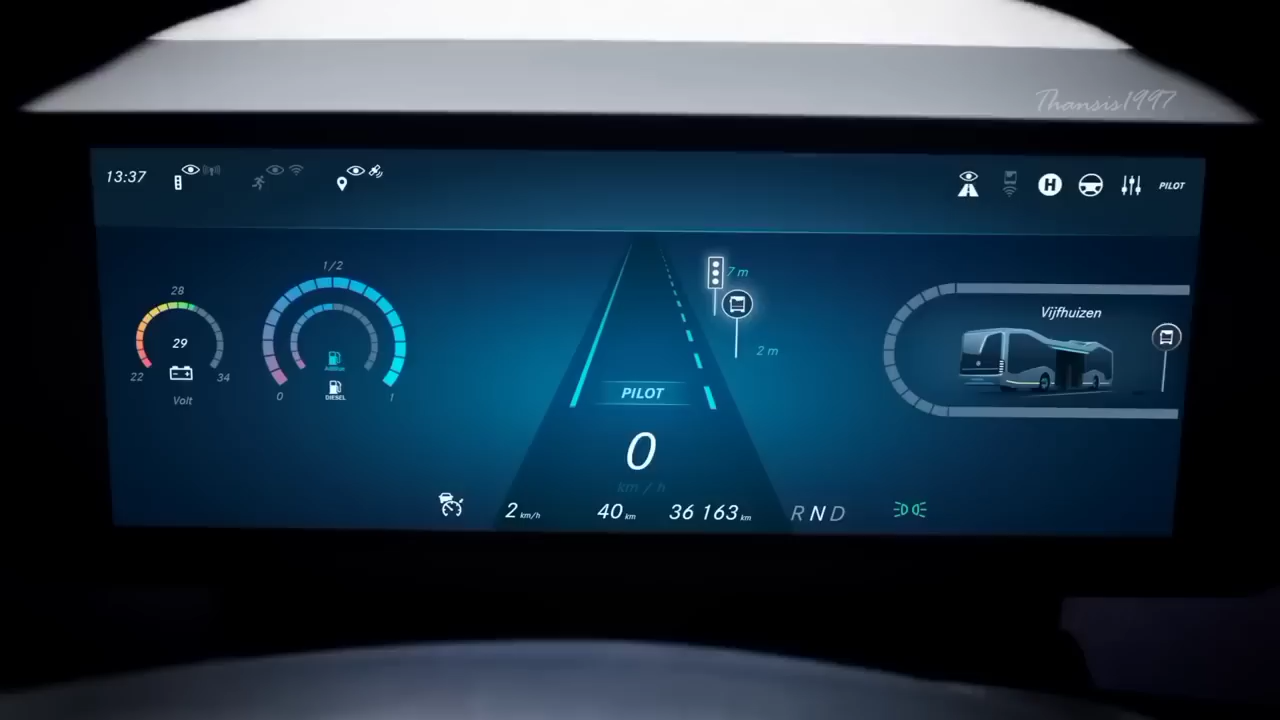 Thansis1997
13:37
H
PILOT
1/2
28
7 m
Vijfhuizen
29
2 m
22
34
Additive
0
DIESEL
1
Volt
PILOT
0
km / h
2 km/h
40 km
36 163 km
R N D